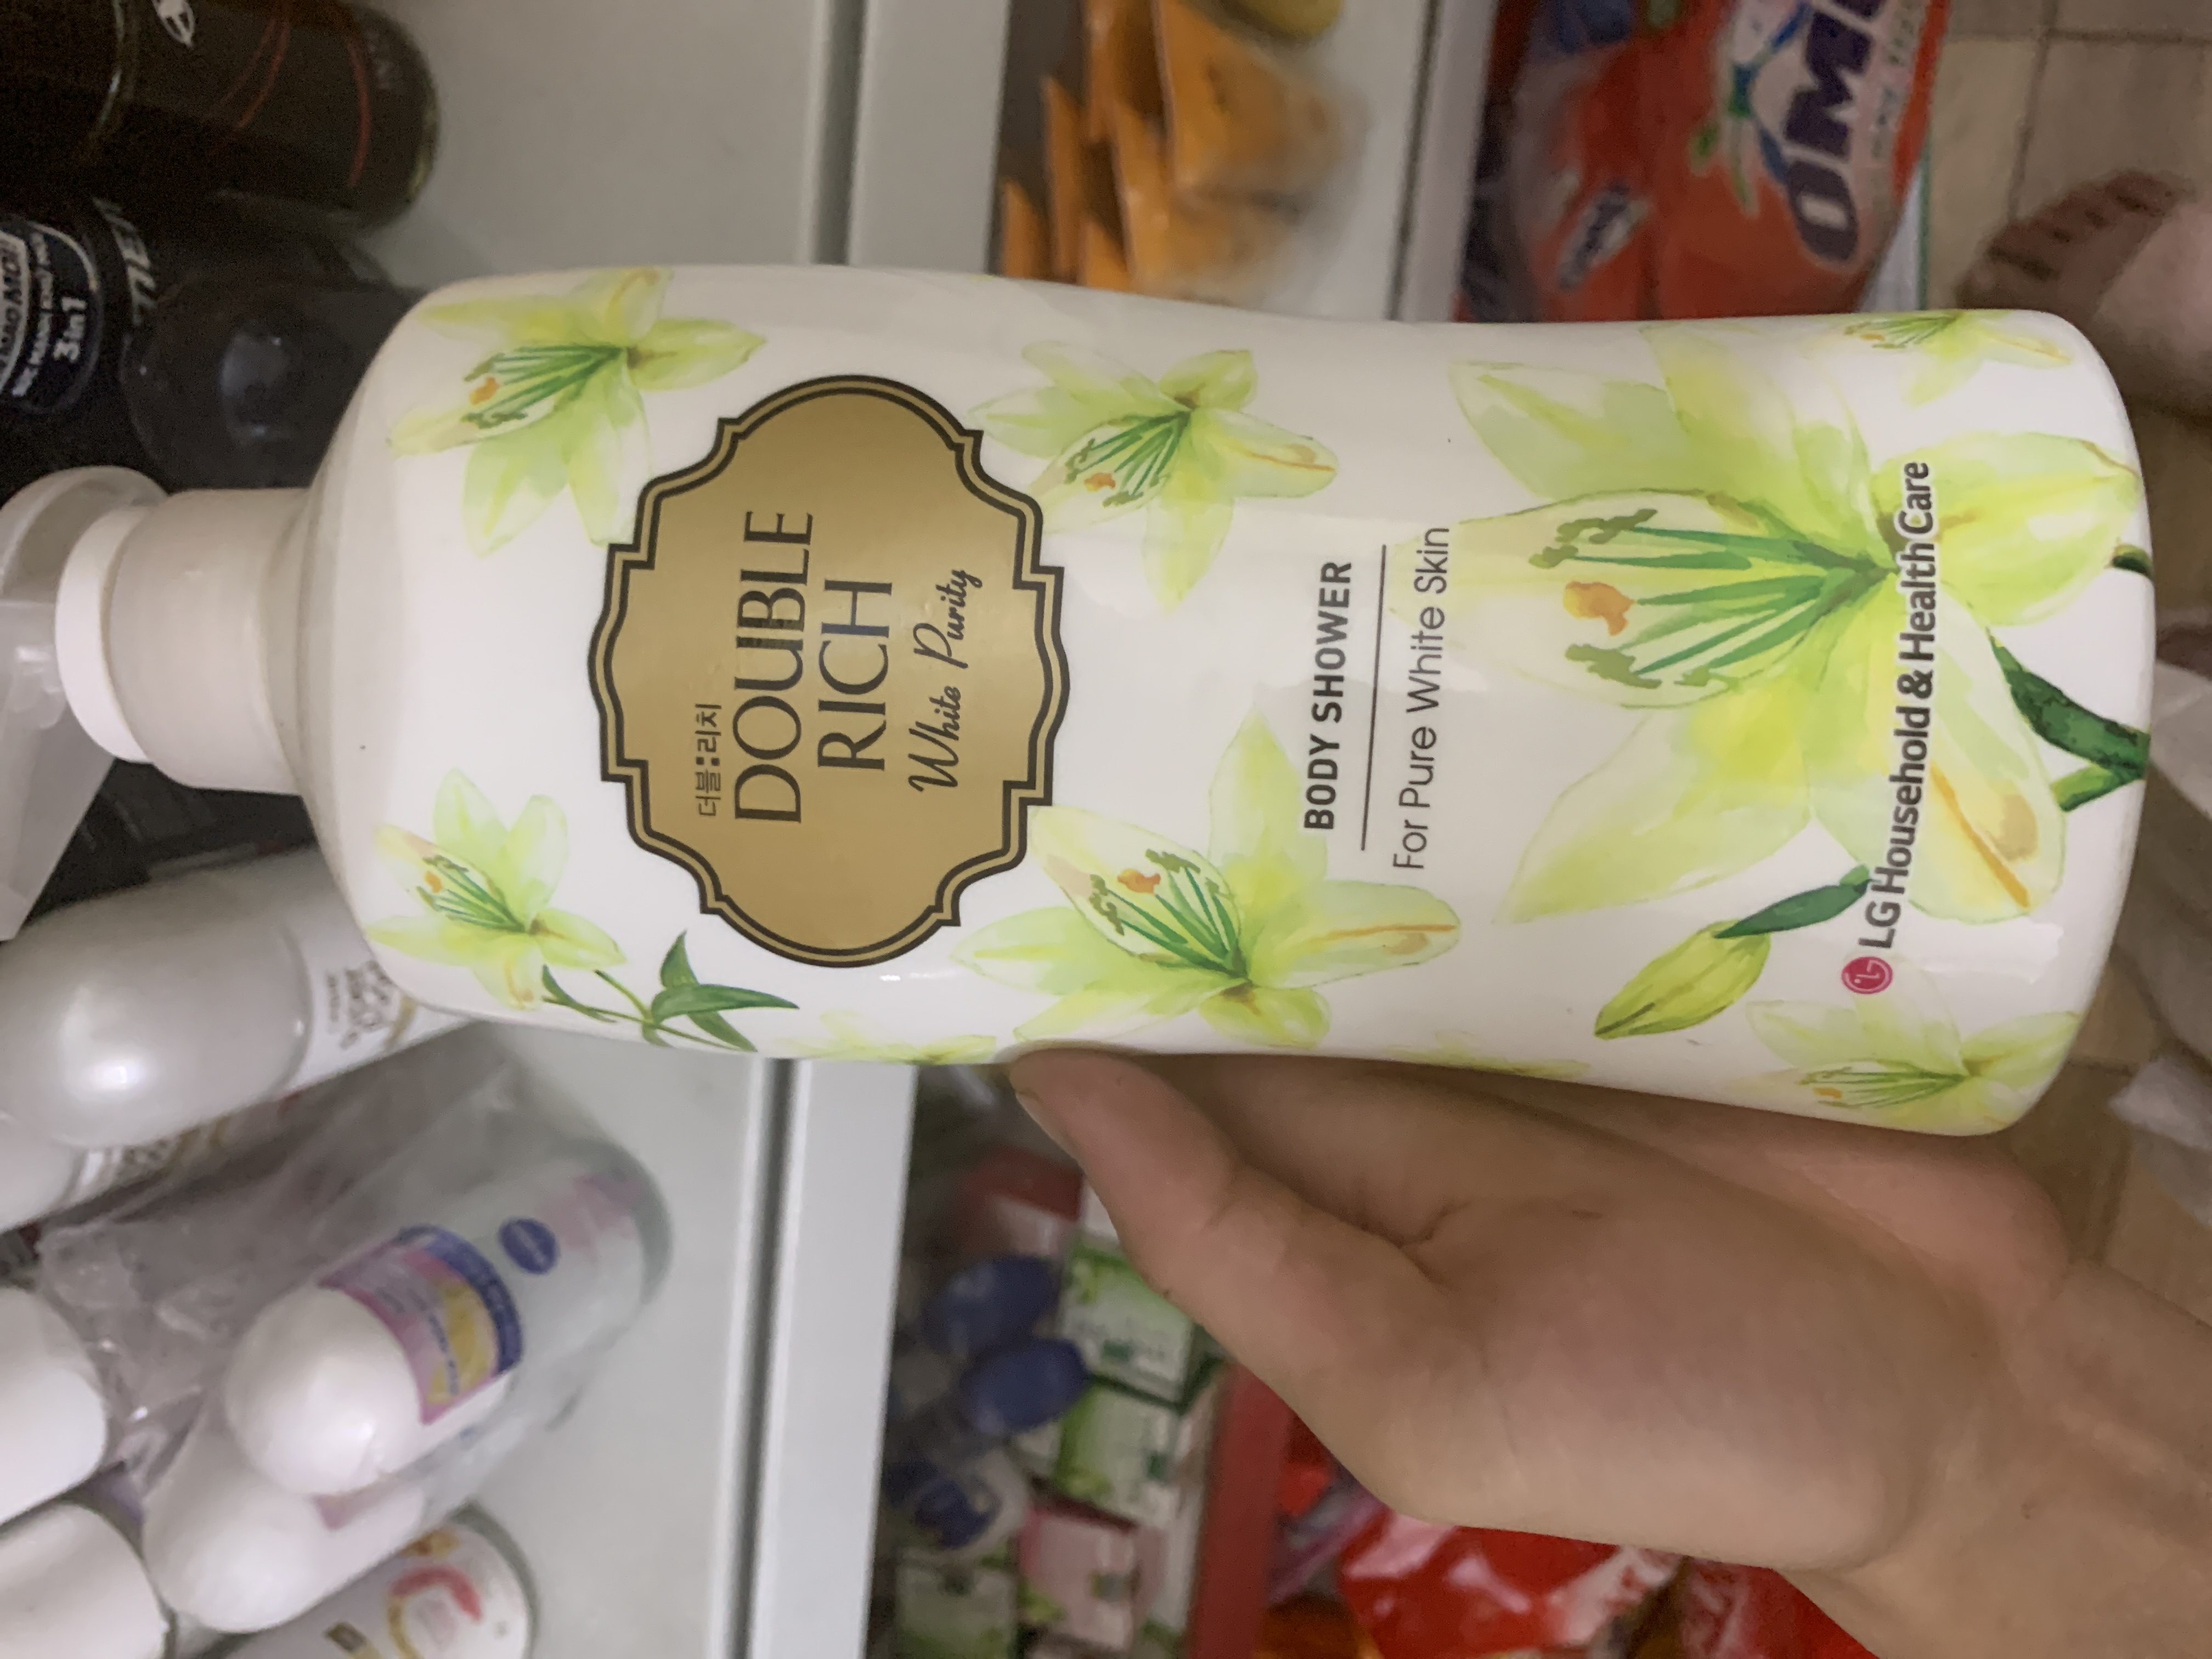 더블:리치
DOUBLE
RICH
White Purity
BODY SHOWER
For Pure White Skin
LG LG Household & Health Care
3in1